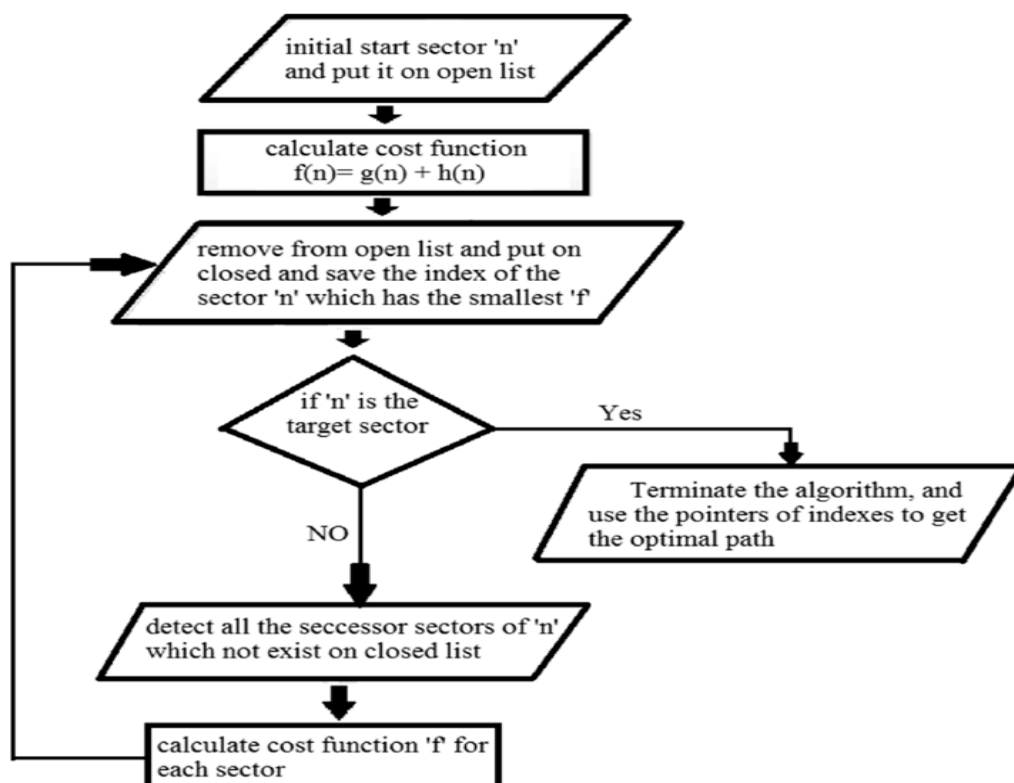 initial start sector 'n'
and put it on open list
calculate cost function
f(n)= g(n) + h(n)
remove from open list and put on
closed and save the index of the
sector 'n' which has the smallest 'f'
if 'n' is the
target sector
Yes
Terminate the algorithm, and
use the pointers of indexes to get
the optimal path
NO
detect all the seccessor sectors of 'n'
which not exist on closed list
calculate cost function 'f' for
each sector